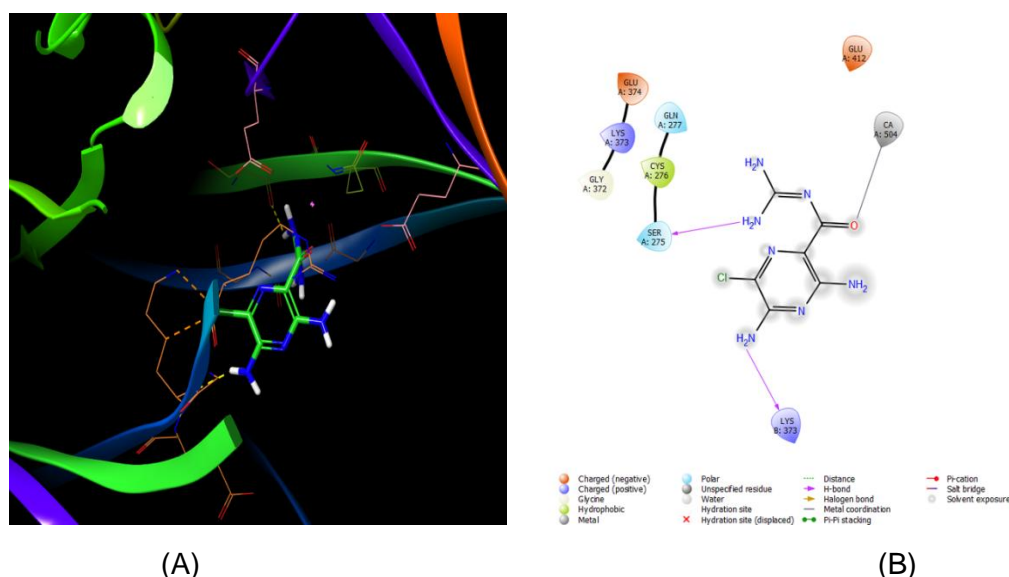 GLU
A: 412
GLU
A: 374
GLN
A: 277
CA
A: 504
LYS
A: 373
CYS
A: 276
GLY
A: 372
H₂N
N
H₂N
SER
A: 275
O
N
Cl
NH₂
N
H₂N
LYS
B: 373
Charged (negative)
Charged (positive)
Glycine
Hydrophobic
Metal
Polar
Unspecified residue
Water
Hydration site
Hydration site (displaced)
Distance
H-bond
Halogen bond
Metal coordination
Pi-Pi stacking
Pi-cation
Salt bridge
Solvent exposure
(A)
(B)